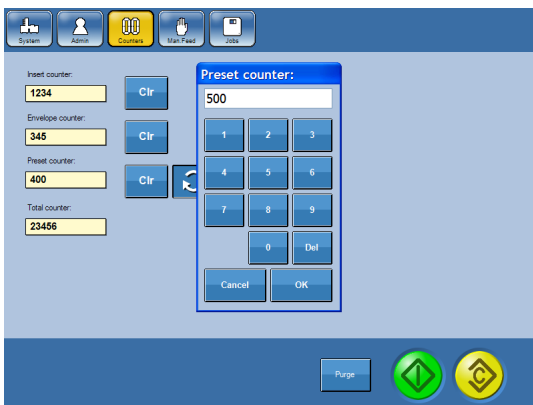 System Admin Counters Man.Feed Jobs
Insert counter:
1234 Clr
Envelope counter:
345 Clr
Preset counter:
400 Clr
Total counter:
23456
Preset counter:
500
1 2 3
4 5 6
7 8 9
0 Del
Cancel OK
Purge
C